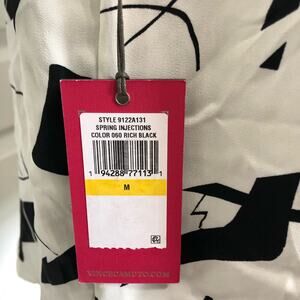 STYLE 9122A131
SPRING INJECTIONS
COLOR 060 RICH BLACK
1 94288 77113 1
M
VINCECAMUTO.COM